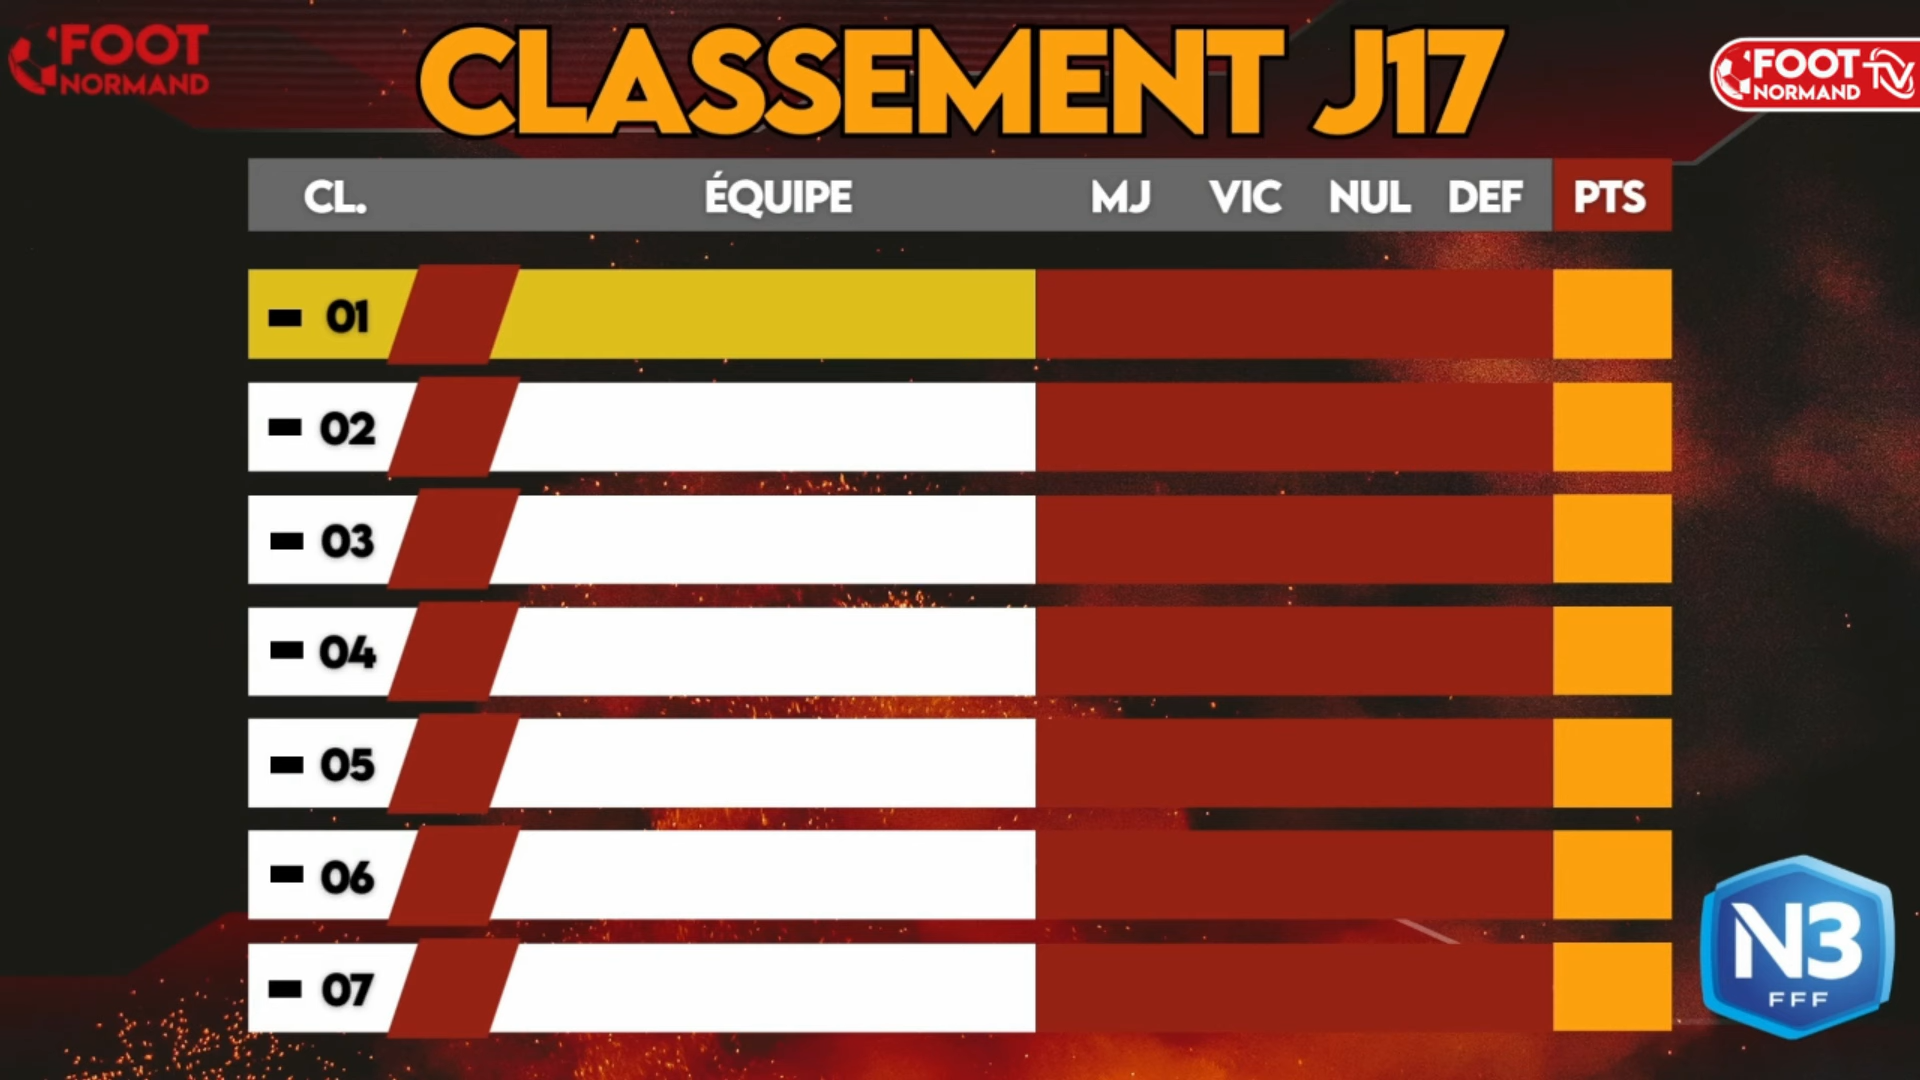 FOOT
NORMAND
CLASSEMENT J17
FOOT TV
NORMAND
CL. ÉQUIPE MJ VIC NUL DEF PTS
- 01
- 02
- 03
- 04
- 05
- 06
- 07
N3
FFF